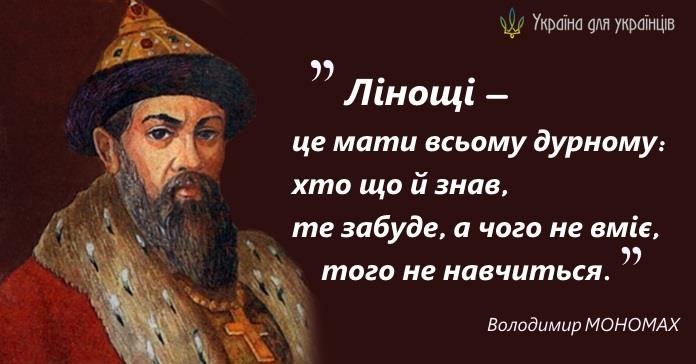 Україна для українців
” Лінощі –
це мати всьому дурному:
хто що й знав,
те забуде, а чого не вміє,
того не навчиться. ”
Володимир МОНОМАХ